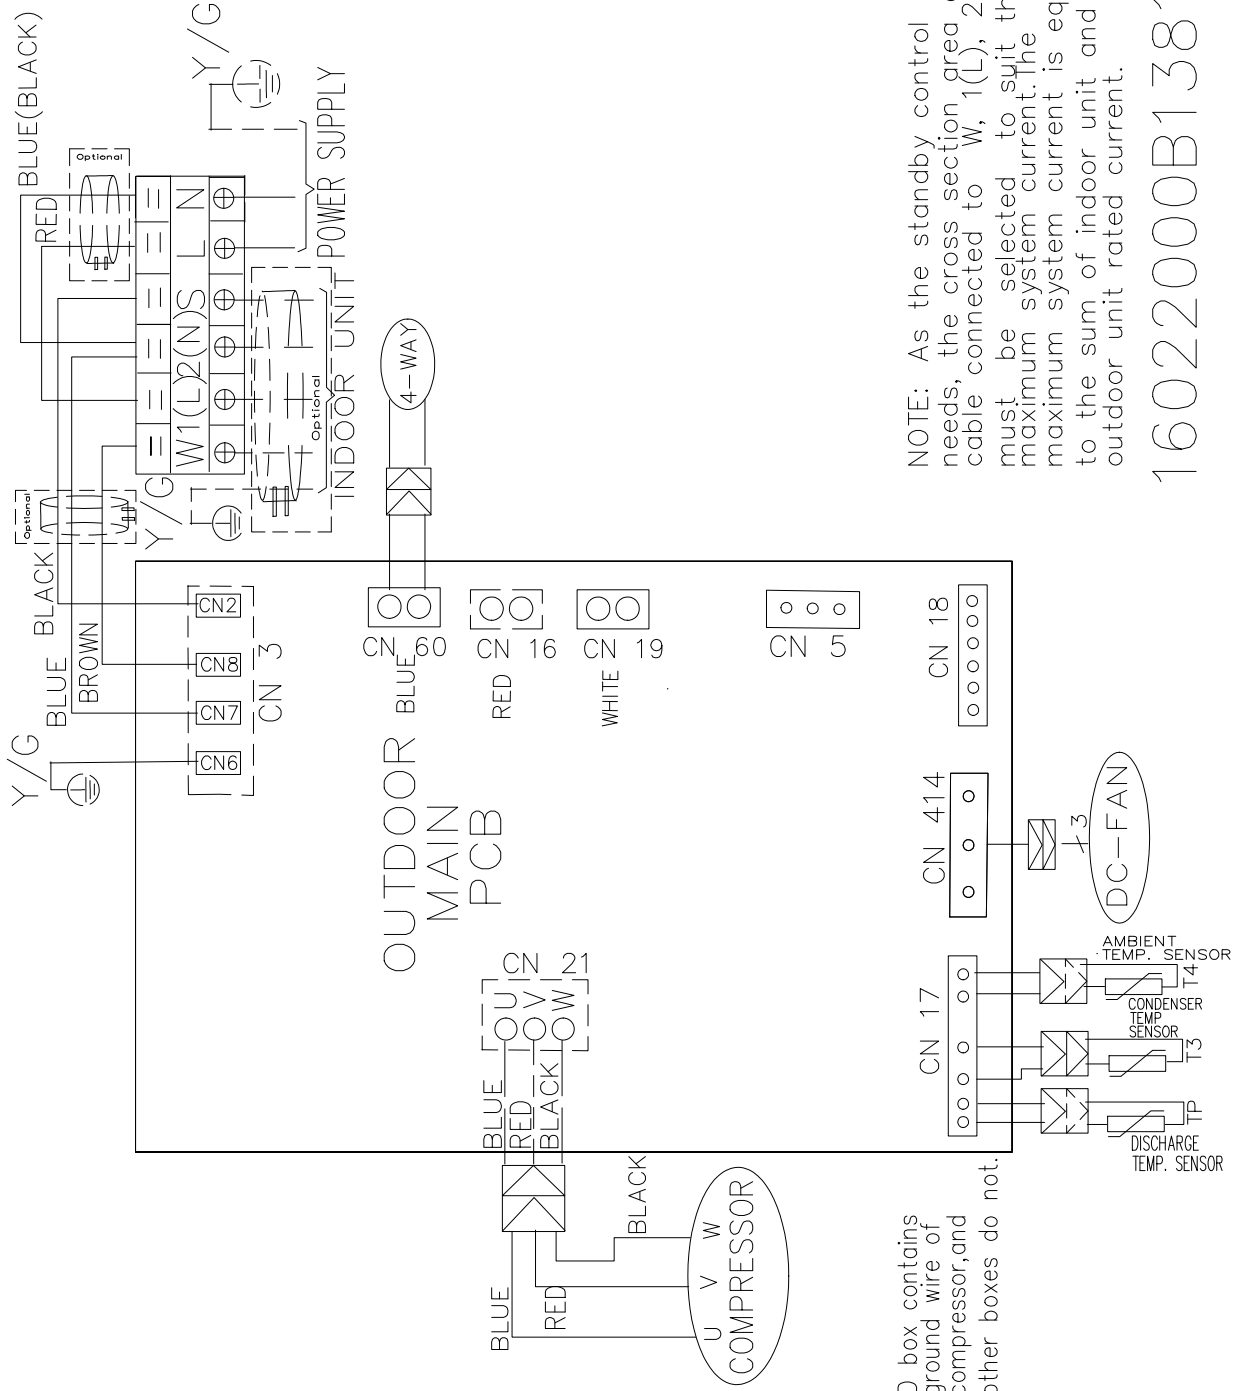 BLUE(BLACK)
RED
Optional
Y/G
POWER SUPPLY
W 1(L) 2(N) S L N
Optional
INDOOR UNIT
Y/G
Optional
BLACK
BLUE
BROWN
Y/G
CN2
CN8
CN7
CN6
CN 3
4-WAY
CN 60
BLUE
CN 16
RED
CN 19
WHITE
CN 5
CN 18
OUTDOOR
MAIN
PCB
CN 21
U
V
W
BLUE
RED
BLACK
BLUE
RED
BLACK
U V W
COMPRESSOR
CN 414
3
DC-FAN
CN 17
AMBIENT
TEMP. SENSOR
T4
CONDENSER
TEMP
SENSOR
T3
TP
DISCHARGE
TEMP. SENSOR
NOTE: As the standby control
needs, the cross section area
cable connected to W, 1(L), 2
must be selected to suit
maximum system current.The
maximum system current is
to the sum of indoor unit and
outdoor unit rated current.
16022000B1381
box contains
ground wire of
compressor,and
other boxes do not.